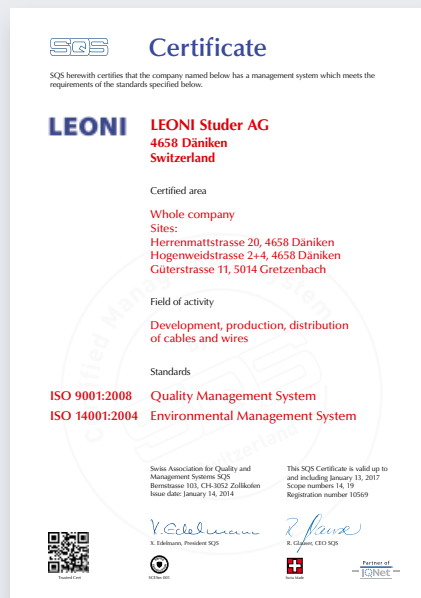 SQS
Certificate
SQS herewith certifies that the company named below has a management system which meets the
requirements of the standards specified below.
LEONI
LEONI Studer AG
4658 Däniken
Switzerland
Certified area
Whole company
Sites:
Herrenmattstrasse 20, 4658 Däniken
Hogenweidstrasse 2+4, 4658 Däniken
Güterstrasse 11, 5014 Gretzenbach
Field of activity
Development, production, distribution
of cables and wires
Standards
ISO 9001:2008 Quality Management System
ISO 14001:2004 Environmental Management System
Swiss Association for Quality and
Management Systems SQS
Bernstrasse 103, CH-3052 Zollikofen
Issue date: January 14, 2014
This SQS Certificate is valid up to
and including January 13, 2017
Scope numbers 14, 19
Registration number 10569
X. Edelmann
X. Edelmann, President SQS
R. Glauser, CEO SQS
Trusted Cert
Swiss Made
Partner of
IQNet